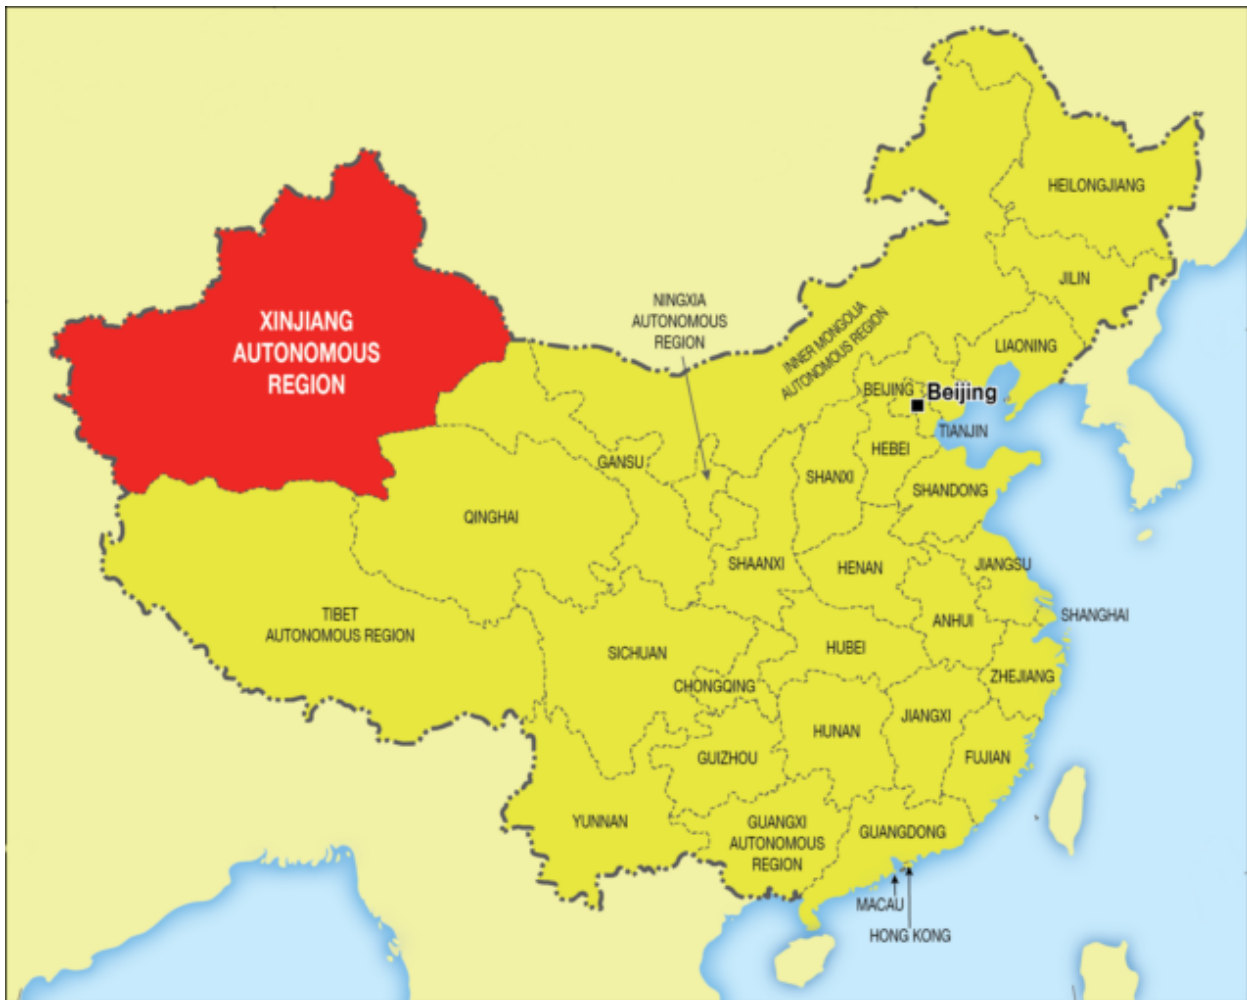 HEILONGJIANG
JILIN
NINGXIA
AUTONOMOUS
REGION
XINJIANG
AUTONOMOUS
REGION
INNER MONGOLIA
AUTONOMOUS REGION
LIAONING
BEIJING
Beijing
TIANJIN
HEBEI
GANSU
SHANXI
SHANDONG
QINGHAI
SHAANXI
HENAN
JIANGSU
TIBET
AUTONOMOUS REGION
ANHUI
SHANGHAI
SICHUAN
HUBEI
CHONGQING
ZHEJIANG
JIANGXI
HUNAN
GUIZHOU
FUJIAN
YUNNAN
GUANGXI
AUTONOMOUS
REGION
GUANGDONG
MACAU
HONG KONG